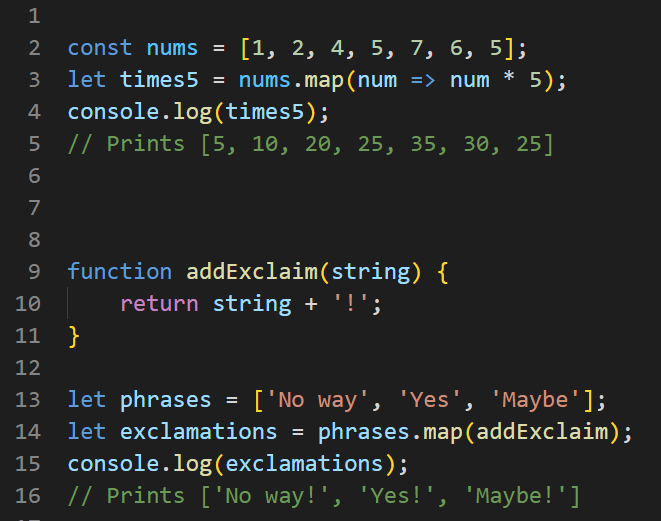 1
2 const nums = [1, 2, 4, 5, 7, 6, 5];
3 let times5 = nums.map(num => num * 5);
4 console.log(times5);
5 // Prints [5, 10, 20, 25, 35, 30, 25]
6
7
8
9 function addExclaim(string) {
10     return string + '!';
11 }
12
13 let phrases = ['No way', 'Yes', 'Maybe'];
14 let exclamations = phrases.map(addExclaim);
15 console.log(exclamations);
16 // Prints ['No way!', 'Yes!', 'Maybe!']